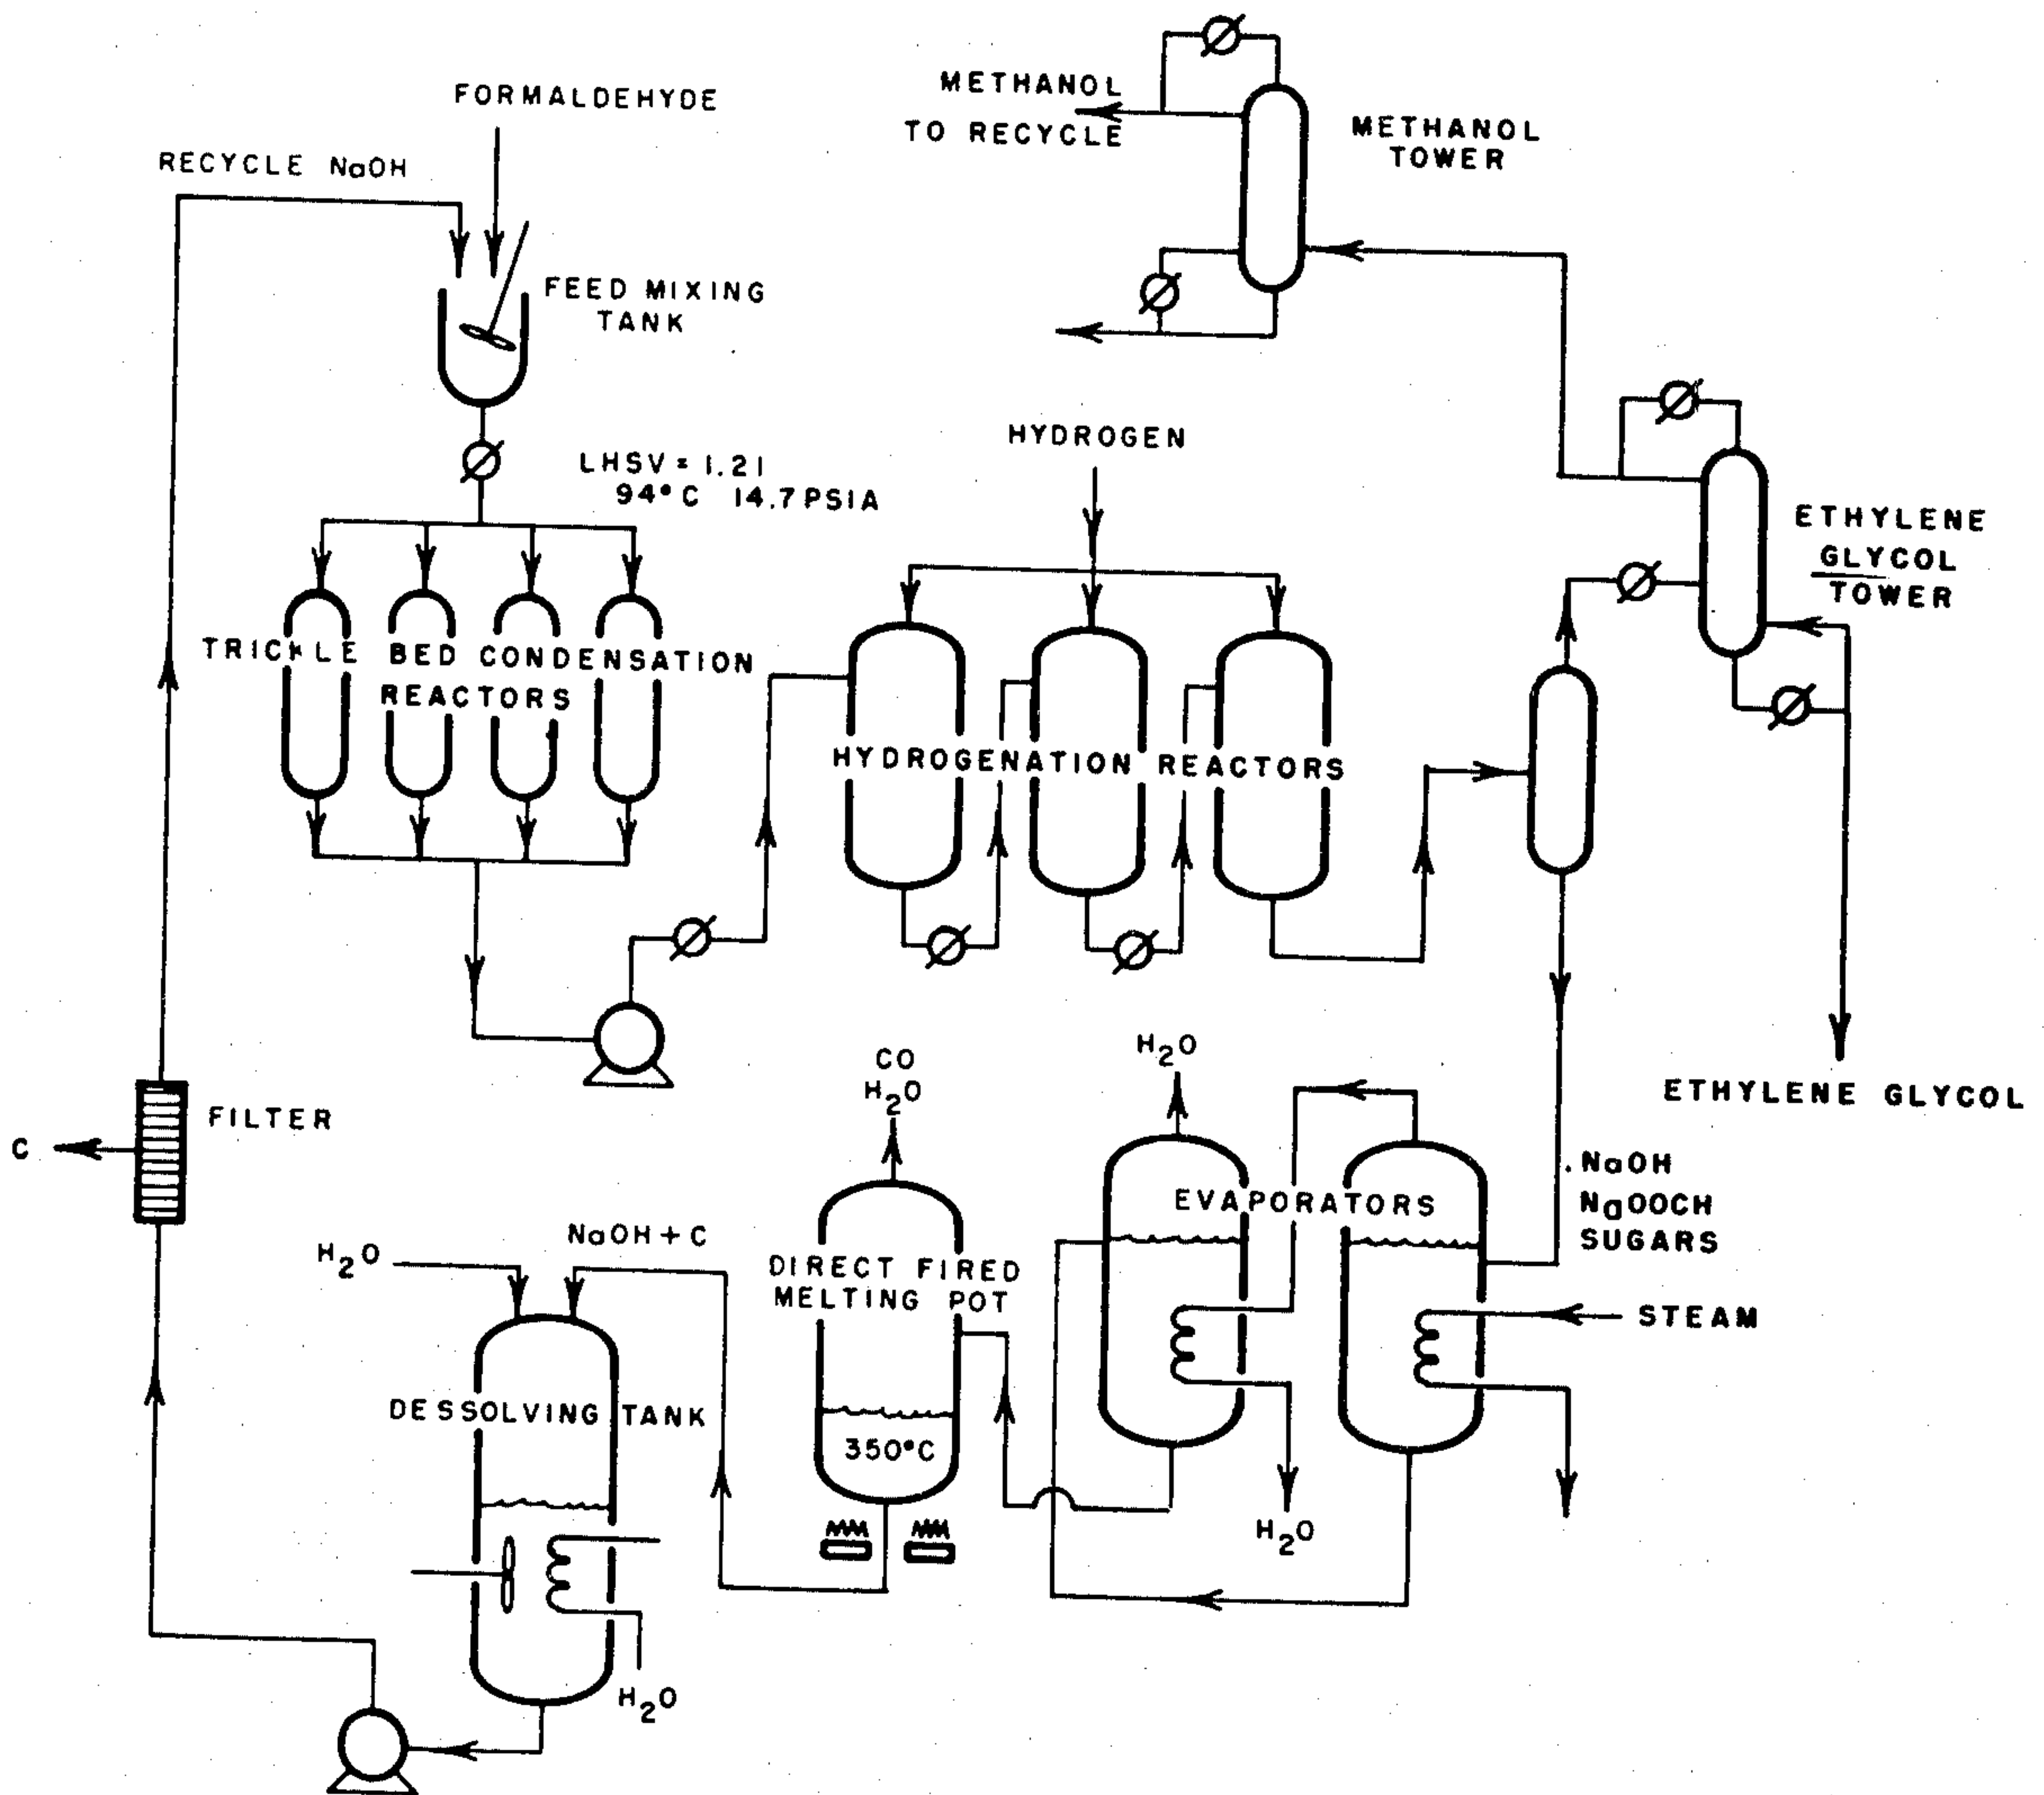 METHANOL
TO RECYCLE
METHANOL
TOWER
FORMALDEHYDE
RECYCLE NaOH
FEED MIXING
TANK
HYDROGEN
LHSV = 1.21
94°C 14.7 PSIA
ETHYLENE
GLYCOL
TOWER
TRICKLE BED CONDENSATION
REACTORS
HYDROGENATION REACTORS
ETHYLENE GLYCOL
CO
H2O
H2O
FILTER
C
NaOH
NaOOCH
SUGARS
EVAPORATORS
NaOH + C
H2O
DIRECT FIRED
MELTING POT
STEAM
DESSOLVING TANK
350°C
H2O
H2O